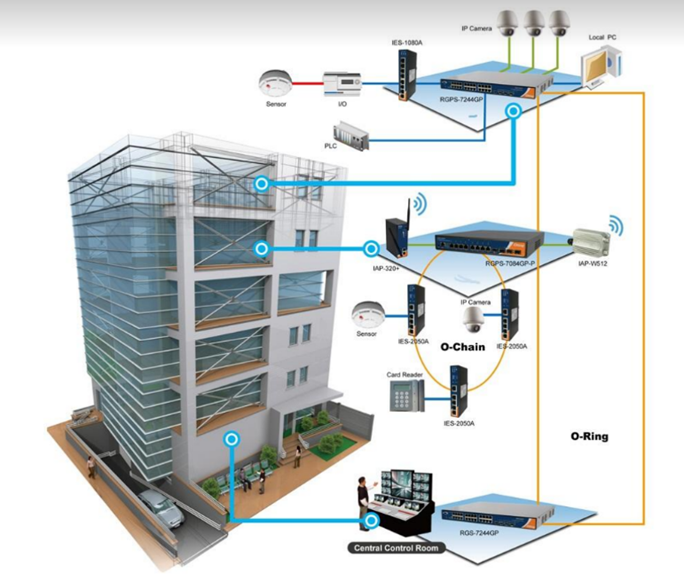 IP Camera
Local PC
IES-1080A
Sensor
I/O
RGPS-7244GP
PLC
IAP-320+
RGPS-7084GP-P
IAP-W512
IP Camera
Sensor
IES-2050A
O-Chain
IES-2050A
Card Reader
IES-2050A
O-Ring
Central Control Room
RGS-7244GP